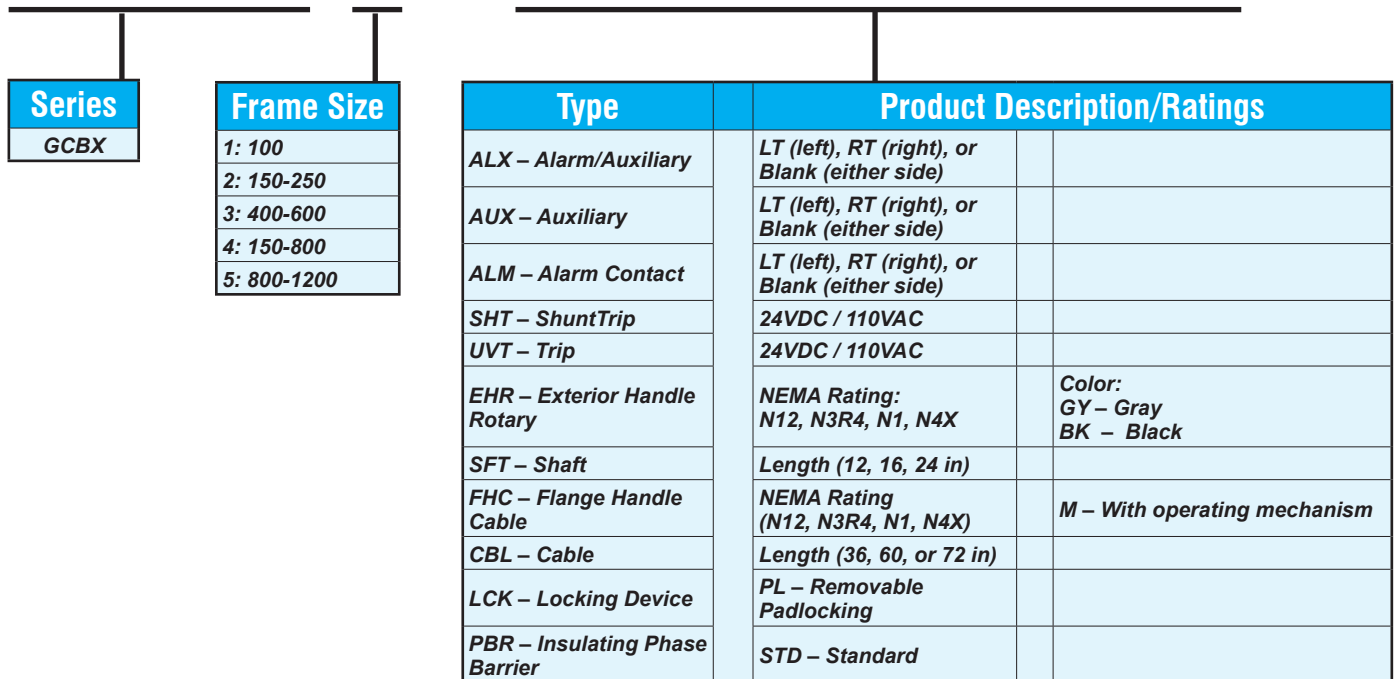 Series
GCBX
Frame Size
1: 100
2: 150-250
3: 400-600
4: 150-800
5: 800-1200
Type
Product Description/Ratings
ALX – Alarm/Auxiliary
LT (left), RT (right), or
Blank (either side)
AUX – Auxiliary
LT (left), RT (right), or
Blank (either side)
ALM – Alarm Contact
LT (left), RT (right), or
Blank (either side)
SHT – ShuntTrip
24VDC / 110VAC
UVT – Trip
24VDC / 110VAC
EHR – Exterior Handle
Rotary
NEMA Rating:
N12, N3R4, N1, N4X
Color:
GY – Gray
BK – Black
SFT – Shaft
Length (12, 16, 24 in)
FHC – Flange Handle
Cable
NEMA Rating
(N12, N3R4, N1, N4X)
M – With operating mechanism
CBL – Cable
Length (36, 60, or 72 in)
LCK – Locking Device
PL – Removable
Padlocking
PBR – Insulating Phase
Barrier
STD – Standard